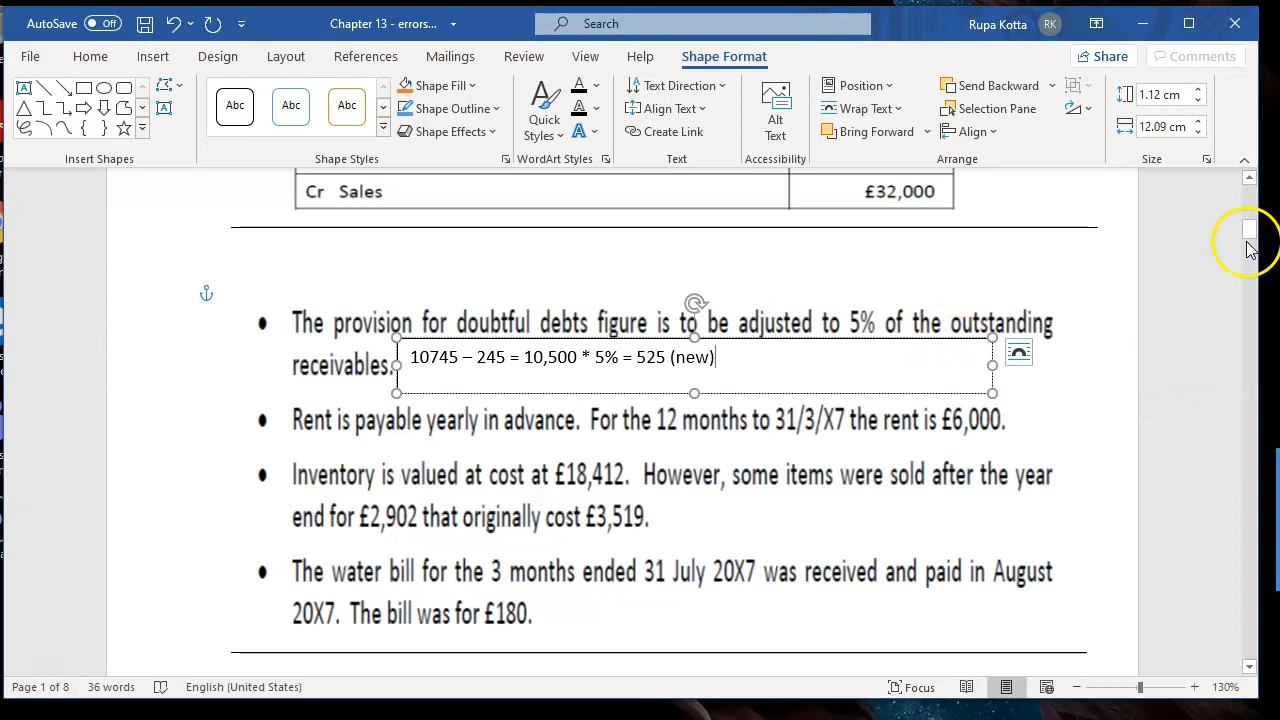 AutoSave Off Chapter 13 - errors... Search Rupa Kotta RK
File Home Insert Design Layout References Mailings Review View Help Shape Format Share Comments
Abc Abc Abc
Shape Fill
Shape Outline
Shape Effects
Quick
Styles
A
A
A
Text Direction
Align Text
Create Link
Alt
Text
Position
Wrap Text
Bring Forward
Send Backward
Selection Pane
Align
1.12 cm
12.09 cm
Insert Shapes Shape Styles WordArt Styles Text Accessibility Arrange Size
Cr Sales £32,000
• The provision for doubtful debts figure is to be adjusted to 5% of the outstanding
receivables. 10745 – 245 = 10,500 * 5% = 525 (new)
• Rent is payable yearly in advance. For the 12 months to 31/3/X7 the rent is £6,000.
• Inventory is valued at cost at £18,412. However, some items were sold after the year
end for £2,902 that originally cost £3,519.
• The water bill for the 3 months ended 31 July 20X7 was received and paid in August
20X7. The bill was for £180.
Page 1 of 8 36 words English (United States) Focus 130%